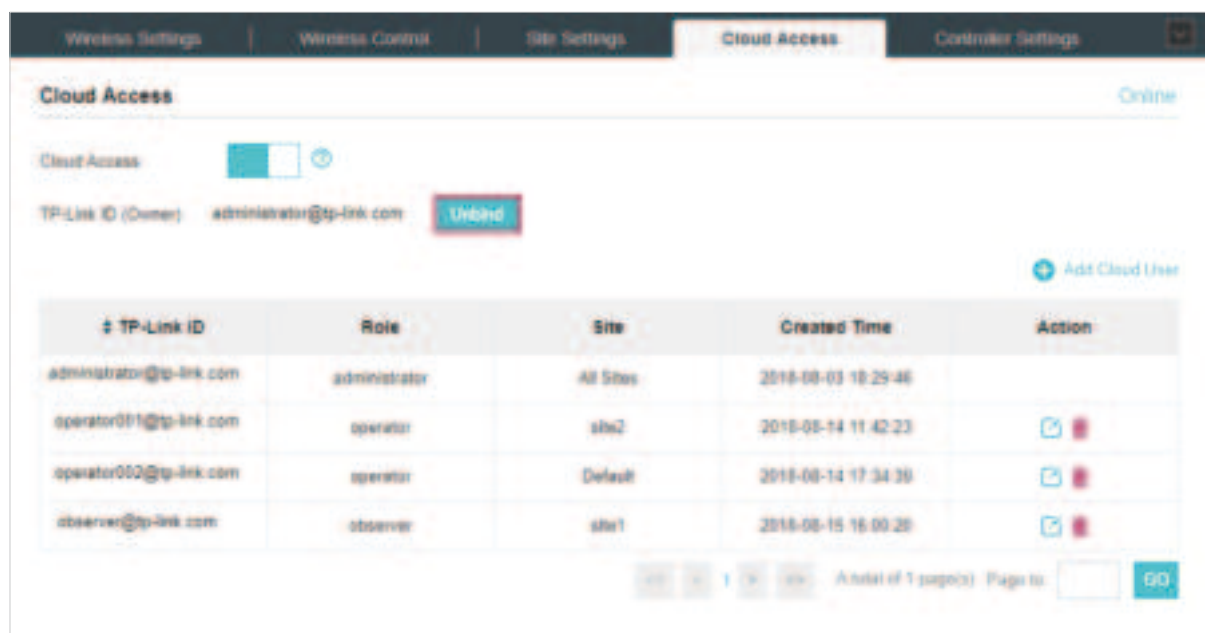 Wireless Settings Wireless Control Site Settings Cloud Access Controller Settings
Cloud Access Online
Cloud Access
TP-Link ID (Owner) administrator@tp-link.com Unbind
Add Cloud User
TP-Link ID Role Site Created Time Action
administrator@tp-link.com administrator All Sites 2018-08-03 18:29:46
operator001@tp-link.com operator site2 2018-08-14 11:42:23
operator002@tp-link.com operator Default 2018-08-14 17:34:39
observer@tp-link.com observer site1 2018-08-15 16:00:20
<< < 1 > >> A total of 1 page(s) Page to: GO